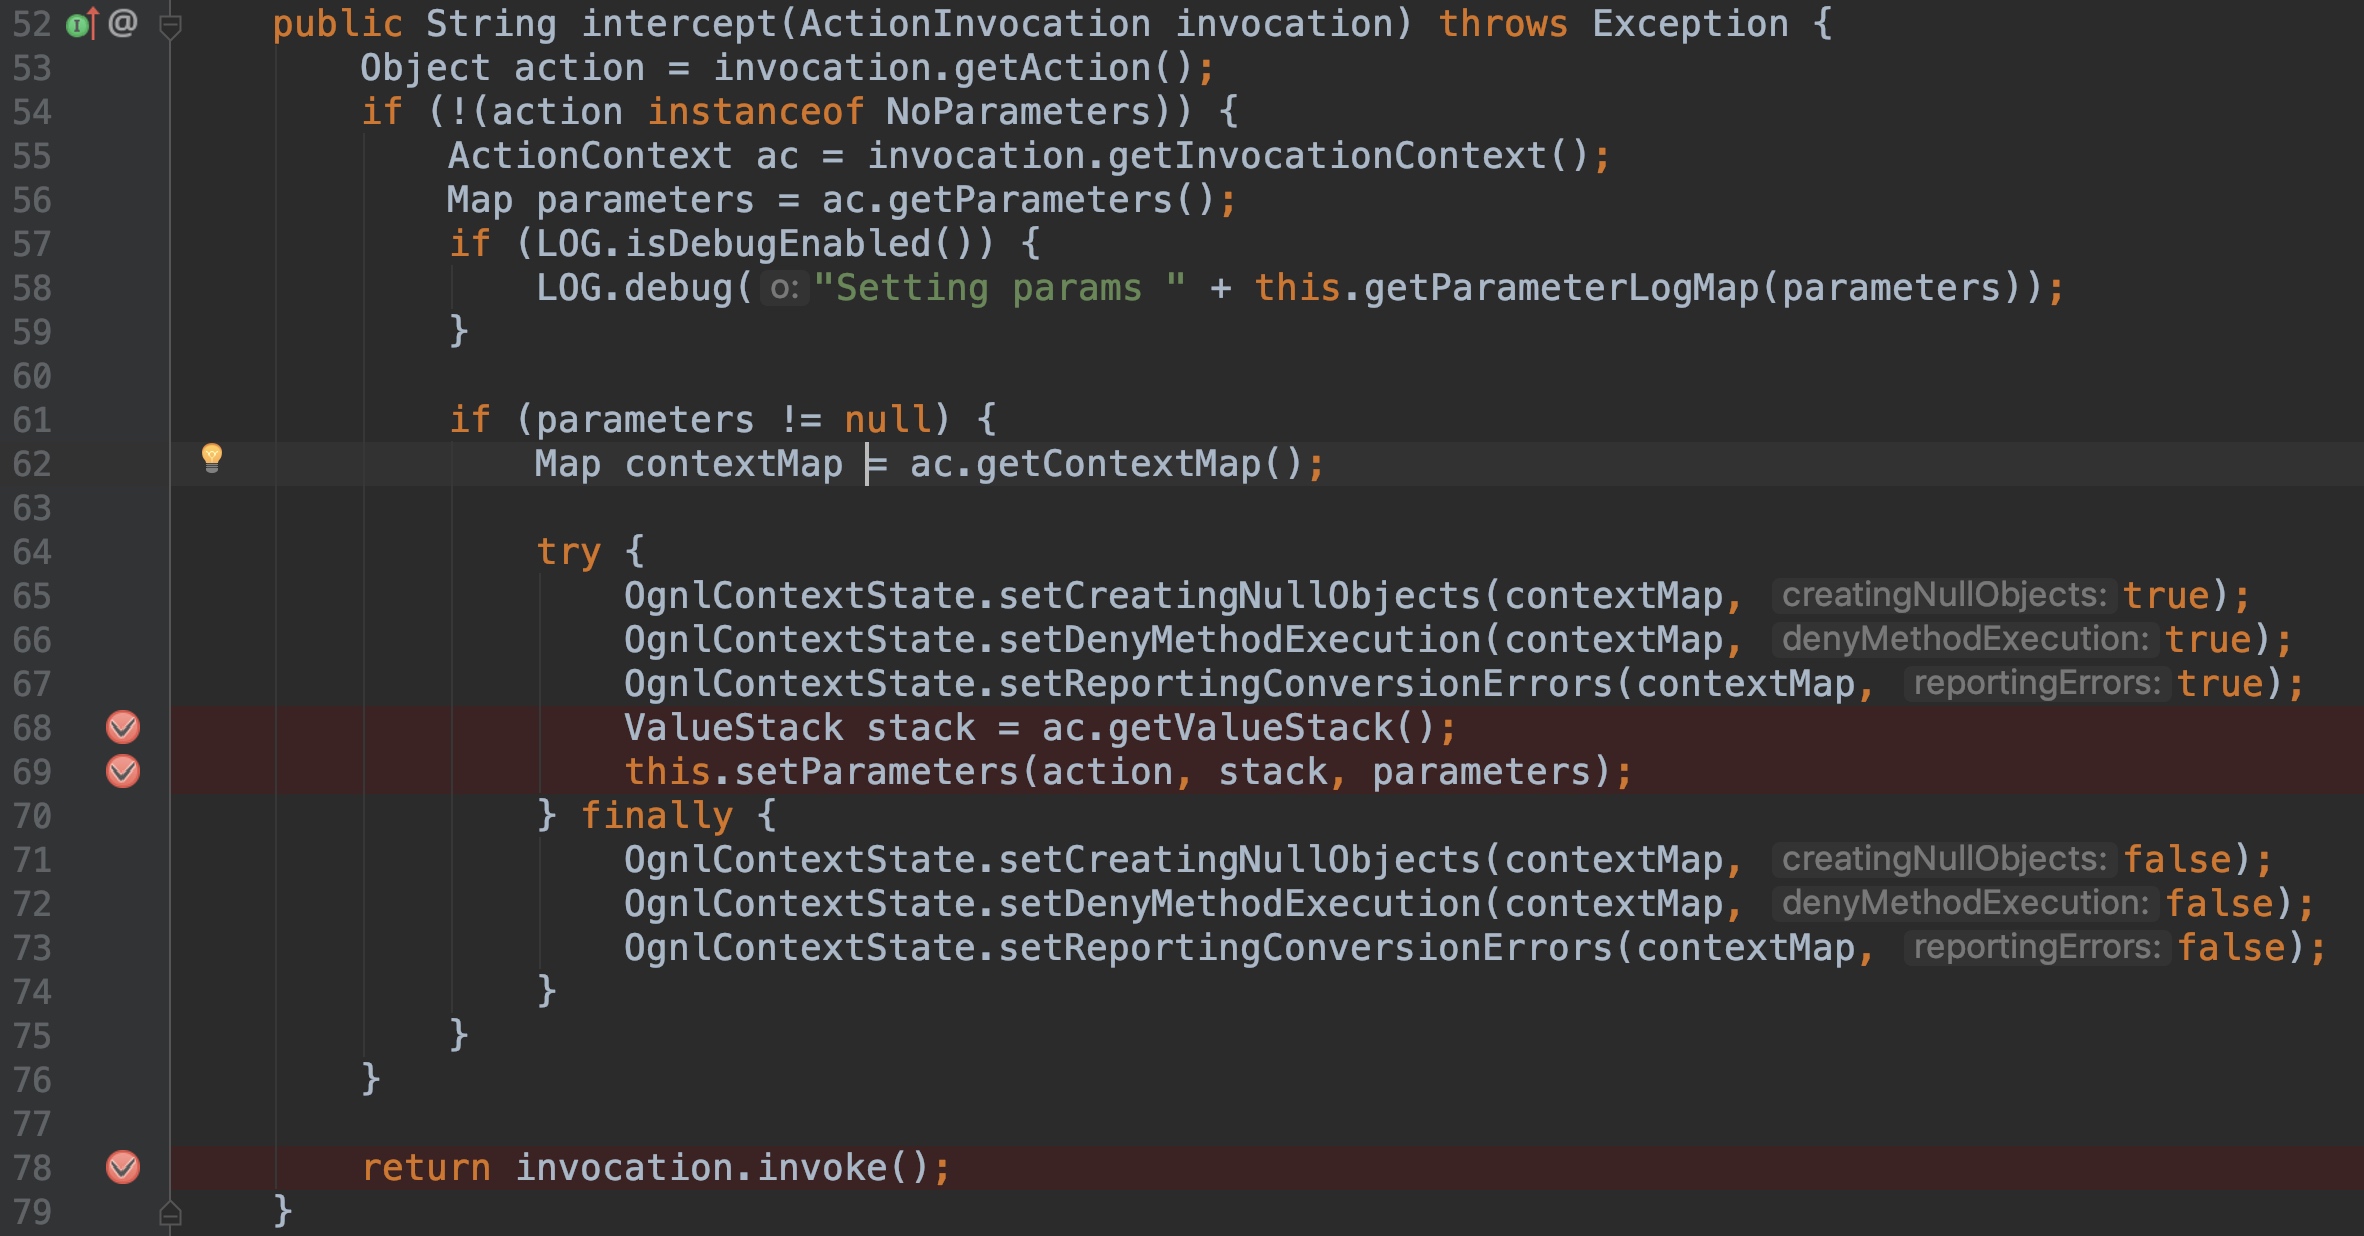 52 I @ public String intercept(ActionInvocation invocation) throws Exception {
53 Object action = invocation.getAction();
54 if (!(action instanceof NoParameters)) {
55 ActionContext ac = invocation.getInvocationContext();
56 Map parameters = ac.getParameters();
57 if (LOG.isDebugEnabled()) {
58 LOG.debug( o: "Setting params " + this.getParameterLogMap(parameters));
59 }
60
61 if (parameters != null) {
62 Map contextMap = ac.getContextMap();
63
64 try {
65 OgnlContextState.setCreatingNullObjects(contextMap, creatingNullObjects: true);
66 OgnlContextState.setDenyMethodExecution(contextMap, denyMethodExecution: true);
67 OgnlContextState.setReportingConversionErrors(contextMap, reportingErrors: true);
68 ValueStack stack = ac.getValueStack();
69 this.setParameters(action, stack, parameters);
70 } finally {
71 OgnlContextState.setCreatingNullObjects(contextMap, creatingNullObjects: false);
72 OgnlContextState.setDenyMethodExecution(contextMap, denyMethodExecution: false);
73 OgnlContextState.setReportingConversionErrors(contextMap, reportingErrors: false);
74 }
75 }
76 }
77
78 return invocation.invoke();
79 }